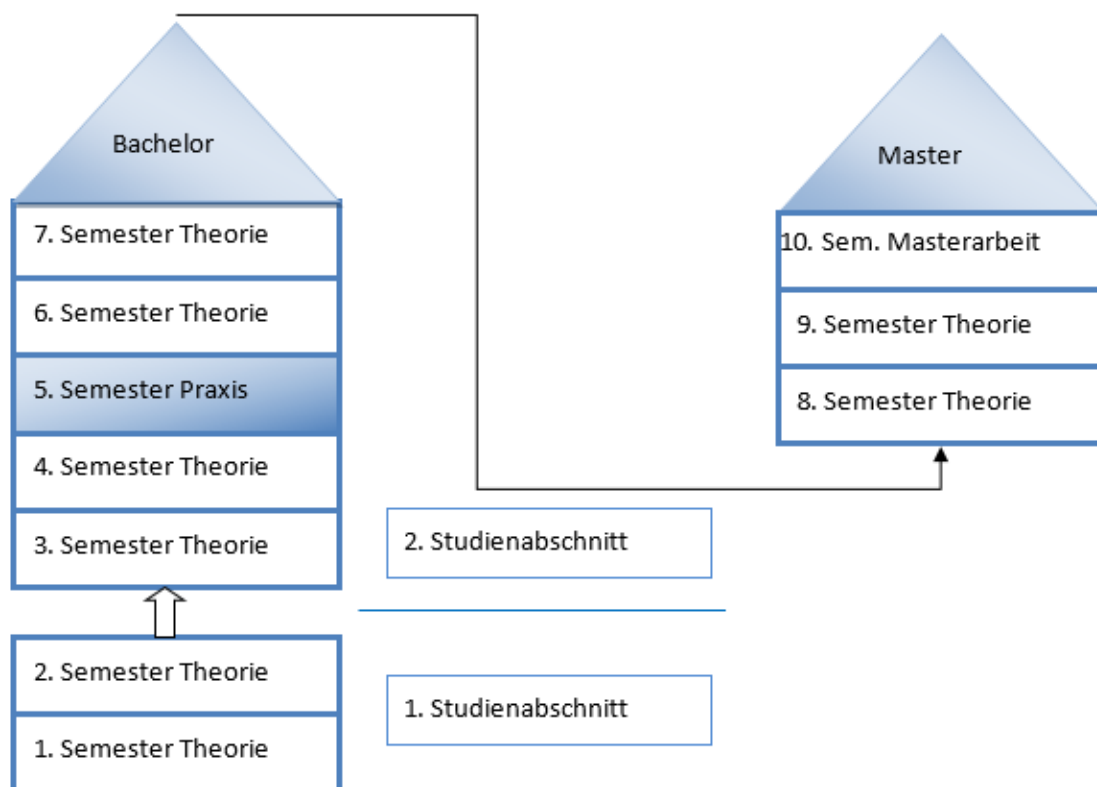 Bachelor
7. Semester Theorie
6. Semester Theorie
5. Semester Praxis
4. Semester Theorie
3. Semester Theorie
2. Semester Theorie
1. Semester Theorie
2. Studienabschnitt
1. Studienabschnitt
Master
10. Sem. Masterarbeit
9. Semester Theorie
8. Semester Theorie